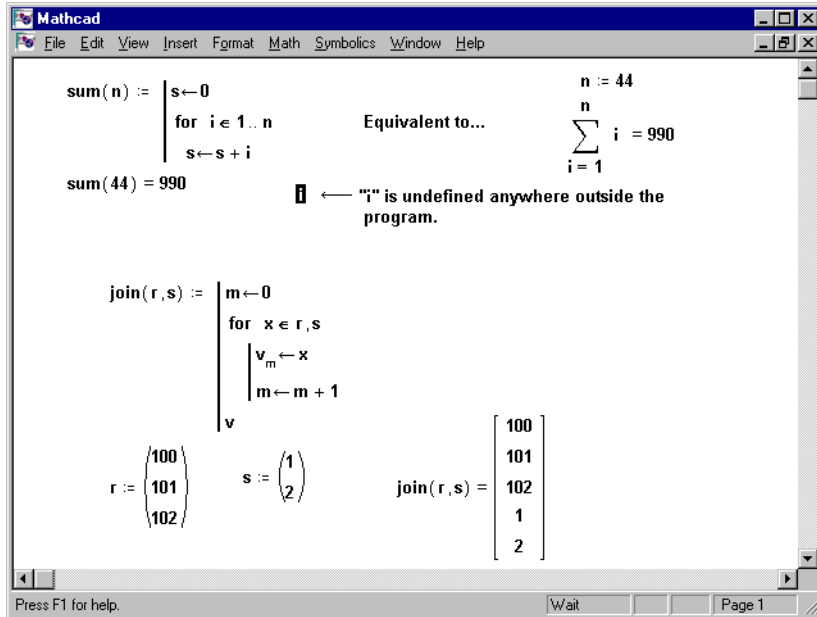 Mathcad
File Edit View Insert Format Math Symbolics Window Help
sum(n) := s←0
for i ∈ 1.. n
s←s + i
Equivalent to...
n := 44
n
∑ i = 990
i = 1
sum(44) = 990
i ← "i" is undefined anywhere outside the
program.
join(r,s) := m←0
for x ∈ r,s
v_m ← x
m←m + 1
v
r := (100
101
102)
s := (1
2)
join(r,s) = [100
101
102
1
2]
Press F1 for help.
Wait
Page 1